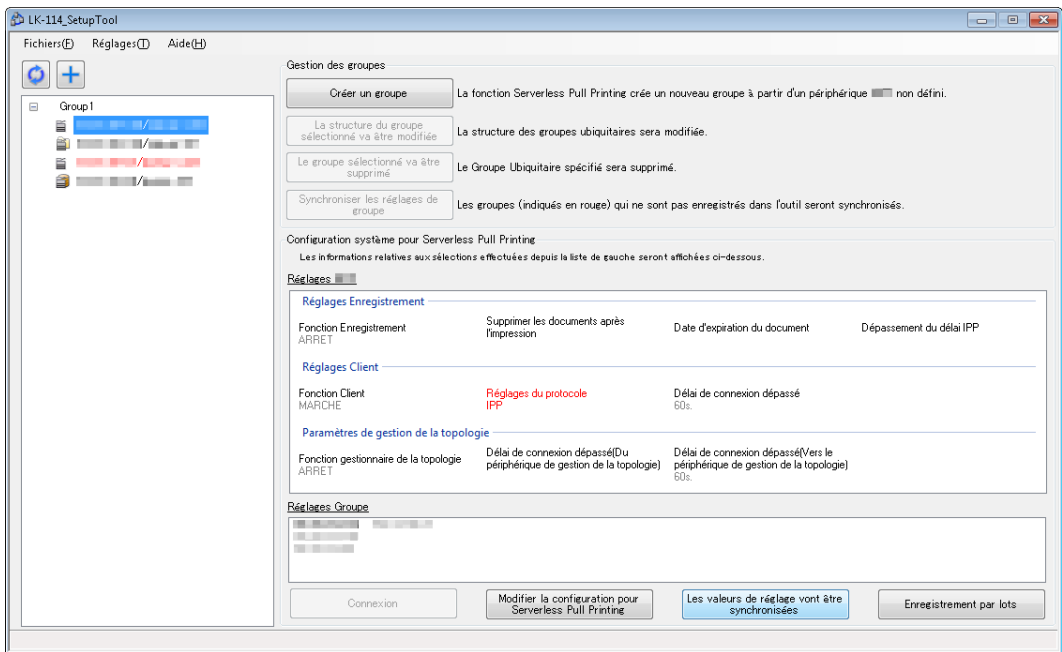 LK-114_SetupTool
Fichiers(F) Réglages(T) Aide(H)
Group1
Gestion des groupes
Créer un groupe
La fonction Serverless Pull Printing crée un nouveau groupe à partir d'un périphérique non défini.
La structure du groupe
sélectionné va être modifiée
La structure des groupes ubiquitaires sera modifiée.
Le groupe sélectionné va être
supprimé
Le Groupe Ubiquitaire spécifié sera supprimé.
Synchroniser les réglages de
groupe
Les groupes (indiqués en rouge) qui ne sont pas enregistrés dans l'outil seront synchronisés.
Configuration système pour Serverless Pull Printing
Les informations relatives aux sélections effectuées depuis la liste de gauche seront affichées ci-dessous.
Réglages
Réglages Enregistrement
Fonction Enregistrement
ARRET
Supprimer les documents après
l'impression
Date d'expiration du document
Dépassement du délai IPP
Réglages Client
Fonction Client
MARCHE
Réglages du protocole
IPP
Délai de connexion dépassé
60s.
Paramètres de gestion de la topologie
Fonction gestionnaire de la topologie
ARRET
Délai de connexion dépassé(Du
périphérique de gestion de la topologie)
Délai de connexion dépassé(Vers le
périphérique de gestion de la topologie)
60s.
Réglages Groupe
Connexion
Modifier la configuration pour
Serverless Pull Printing
Les valeurs de réglage vont être
synchronisées
Enregistrement par lots